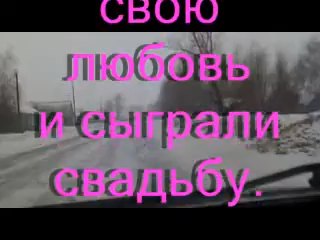 свою
любовь
и сыграли
свадьбу.